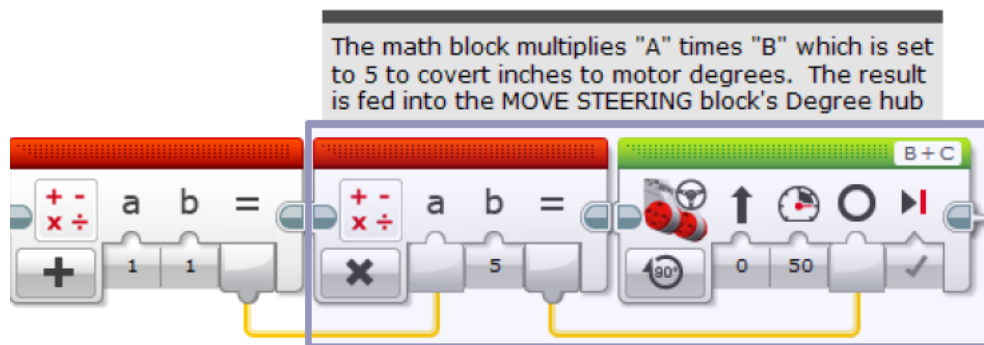 The math block multiplies "A" times "B" which is set
to 5 to covert inches to motor degrees.  The result
is fed into the MOVE STEERING block's Degree hub
B+C
+ - a b =
x ÷
+ 1 1
+ - a b =
x ÷
× 5
90° 0 50